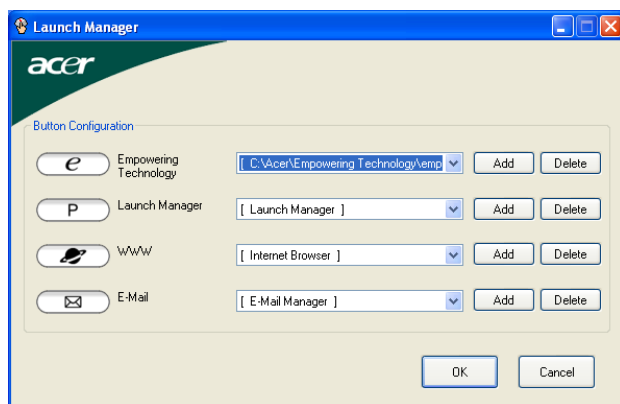 Launch Manager
acer
Button Configuration
e Empowering Technology [ C:\Acer\Empowering Technology\emp Add Delete
P Launch Manager [ Launch Manager ] Add Delete
WWW [ Internet Browser ] Add Delete
E-Mail [ E-Mail Manager ] Add Delete
OK Cancel